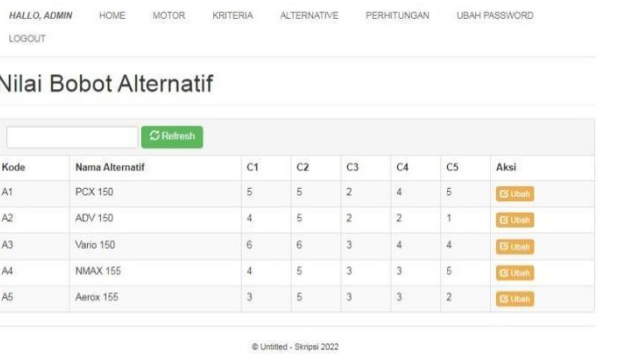 HALLO, ADMIN HOME MOTOR KRITERIA ALTERNATIVE PERHITUNGAN UBAH PASSWORD
LOGOUT
Nilai Bobot Alternatif
Refresh
Kode Nama Alternatif C1 C2 C3 C4 C5 Aksi
A1 PCX 150 5 5 2 4 5 Ubah
A2 ADV 150 4 5 2 2 1 Ubah
A3 Vario 150 6 6 3 4 4 Ubah
A4 NMAX 155 4 5 3 3 5 Ubah
A5 Aerox 155 3 5 3 3 2 Ubah
© Untitled - Skripsi 2022